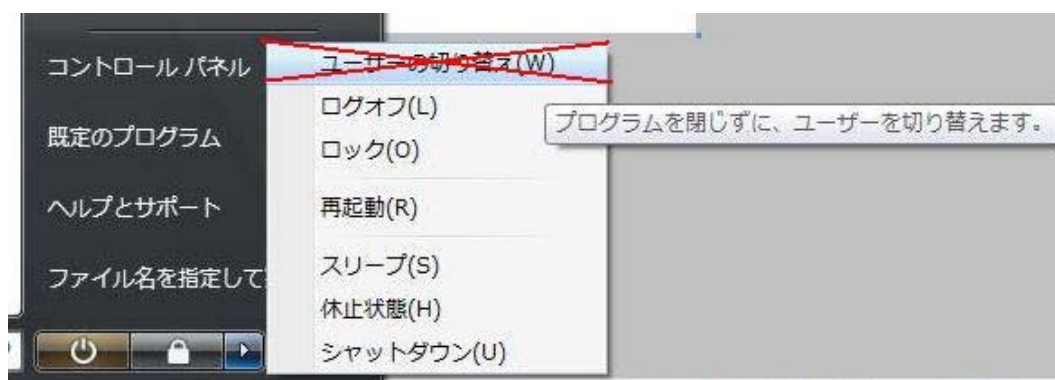 コントロール パネル
既定のプログラム
ヘルプとサポート
ファイル名を指定して
ユーザーの切り替え(W)
ログオフ(L)
ロック(O)
再起動(R)
スリープ(S)
休止状態(H)
シャットダウン(U)
プログラムを閉じずに、ユーザーを切り替えます。